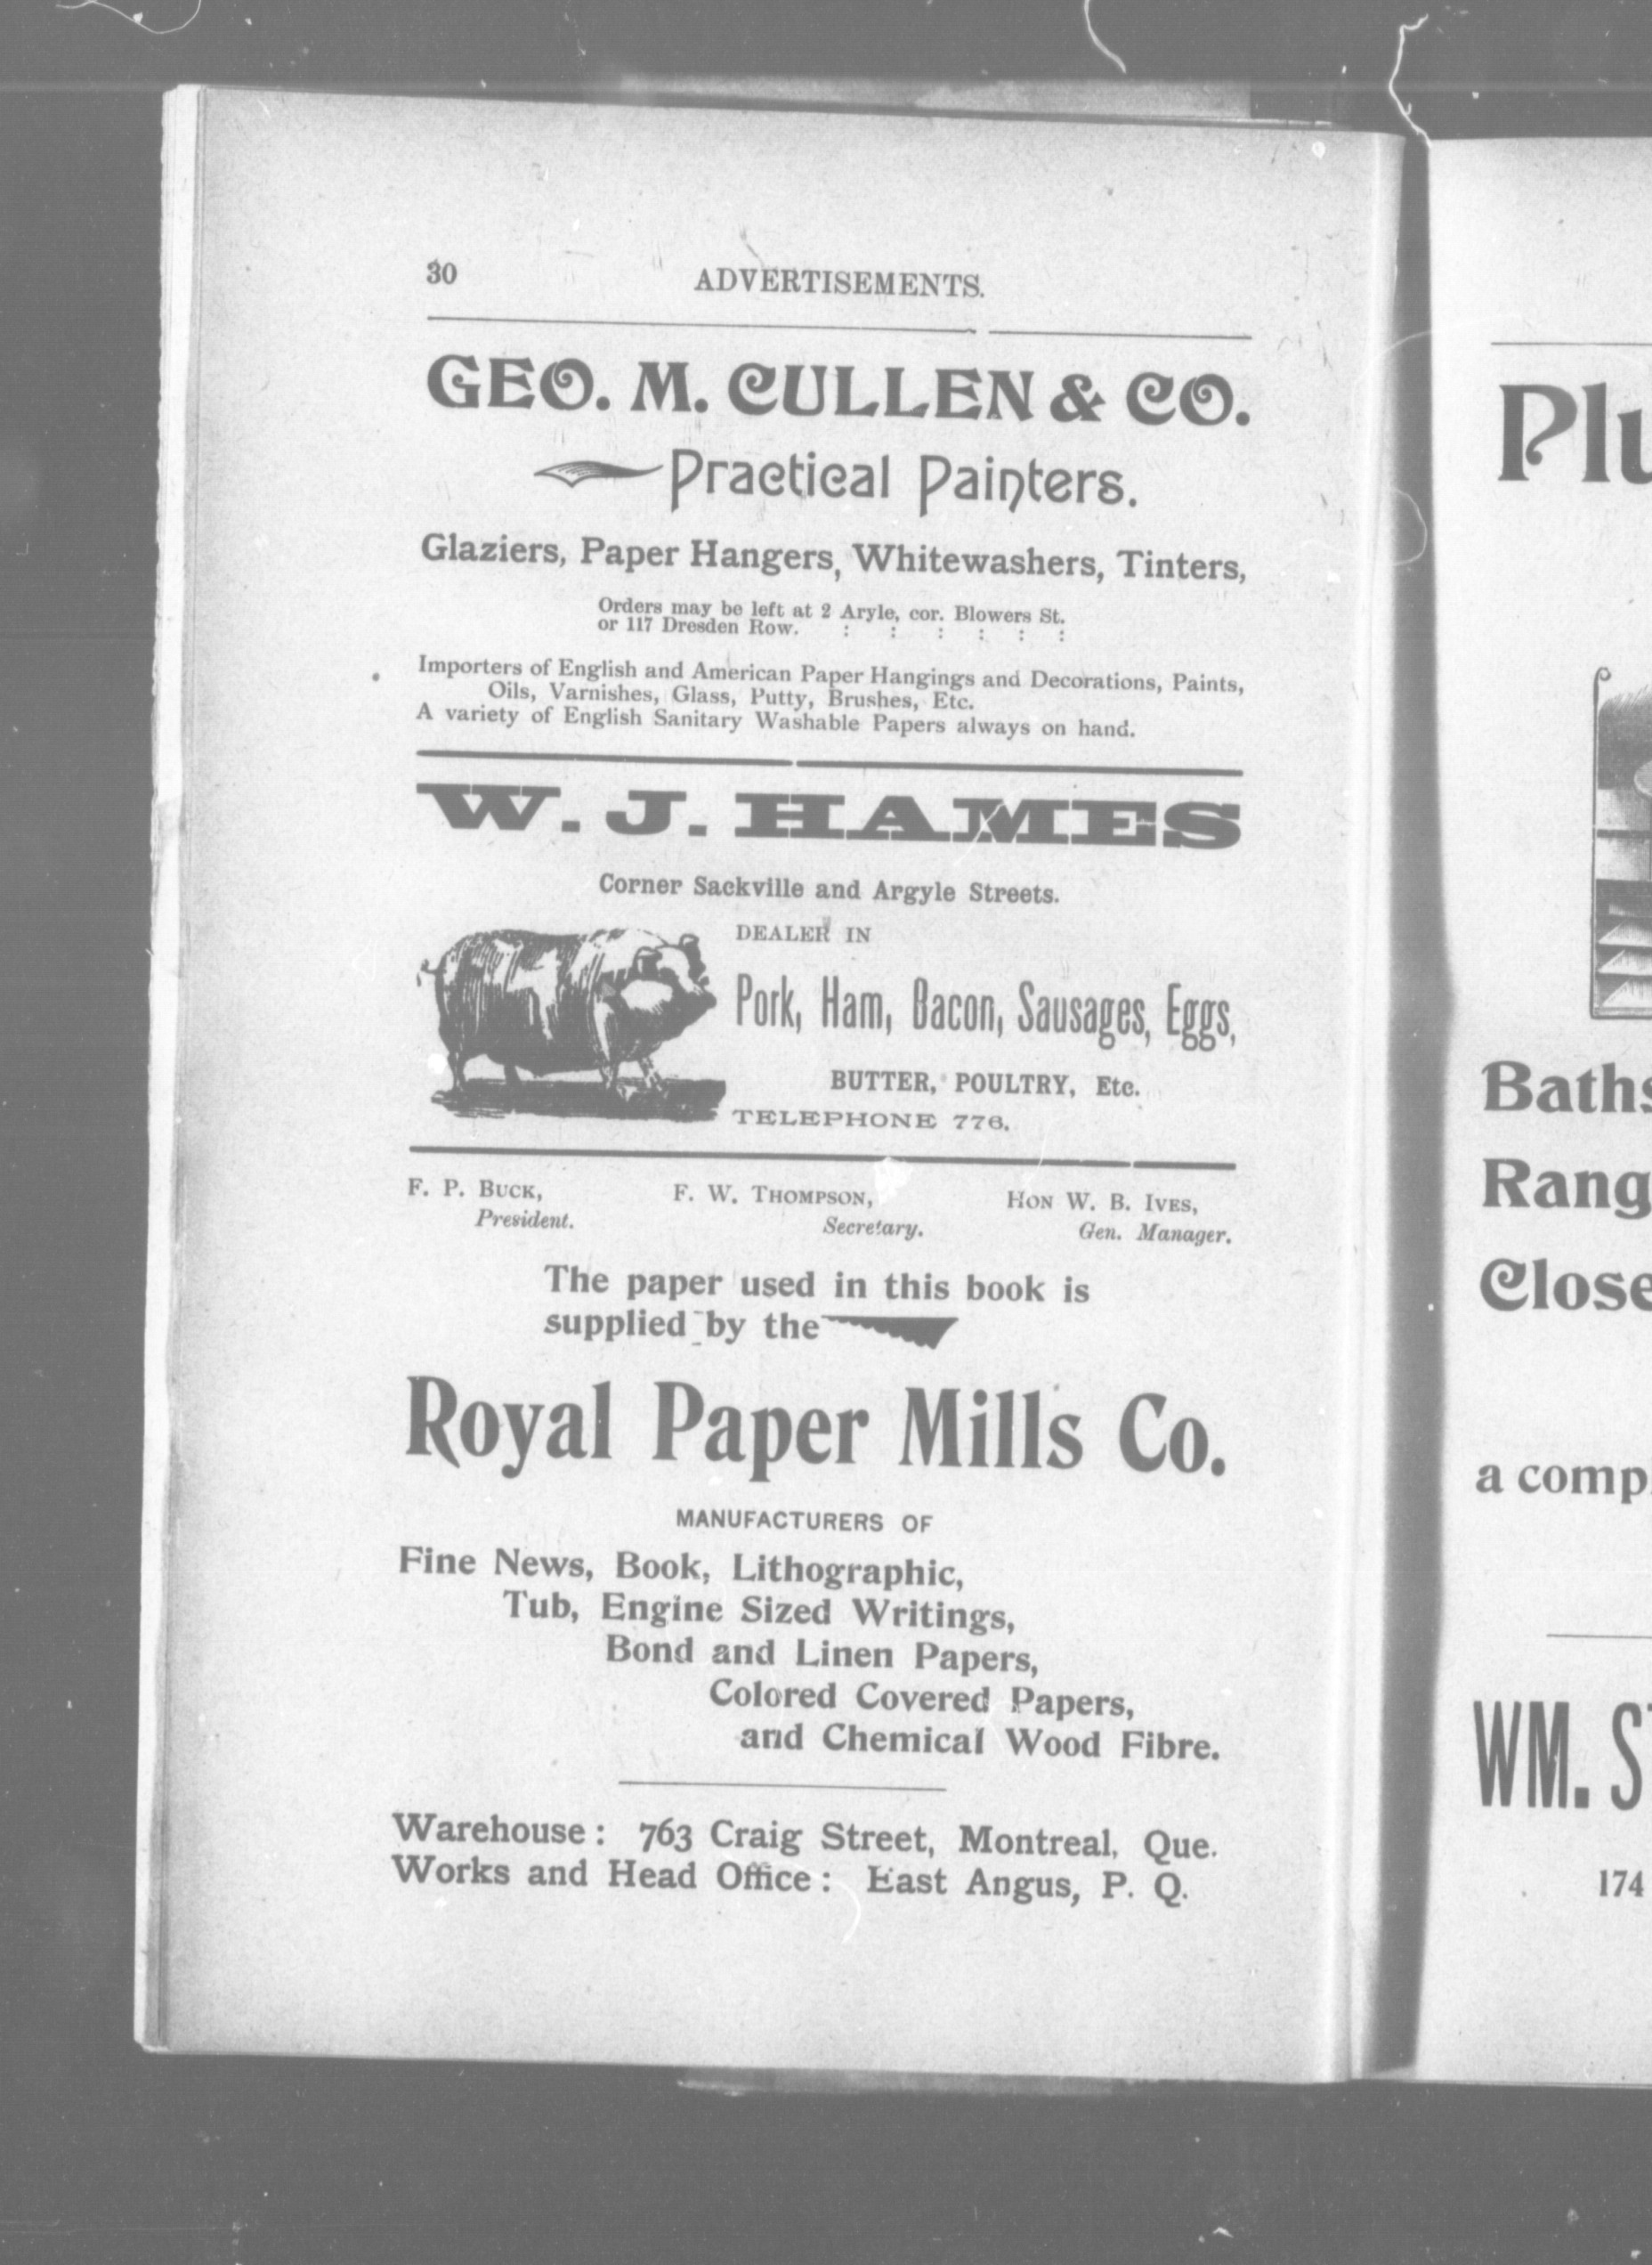 30 ADVERTISEMENTS.
GEO. M. CULLEN & CO.
Practical Painters.
Glaziers, Paper Hangers, Whitewashers, Tinters,
Orders may be left at 2 Aryle, cor. Blowers St.
or 117 Dresden Row. : : : : : :
Importers of English and American Paper Hangings and Decorations, Paints,
Oils, Varnishes, Glass, Putty, Brushes, Etc.
A variety of English Sanitary Washable Papers always on hand.
W. J. HAMES
Corner Sackville and Argyle Streets.
DEALER IN
Pork, Ham, Bacon, Sausages, Eggs,
BUTTER, POULTRY, Etc.
TELEPHONE 776.
F. P. BUCK, F. W. THOMPSON, HON W. B. IVES,
President. Secretary. Gen. Manager.
The paper used in this book is
supplied by the
Royal Paper Mills Co.
MANUFACTURERS OF
Fine News, Book, Lithographic,
Tub, Engine Sized Writings,
Bond and Linen Papers,
Colored Covered Papers,
and Chemical Wood Fibre.
Warehouse : 763 Craig Street, Montreal, Que.
Works and Head Office : East Angus, P. Q.
Plu
Baths
Rang
Close
a comp
WM. S
174